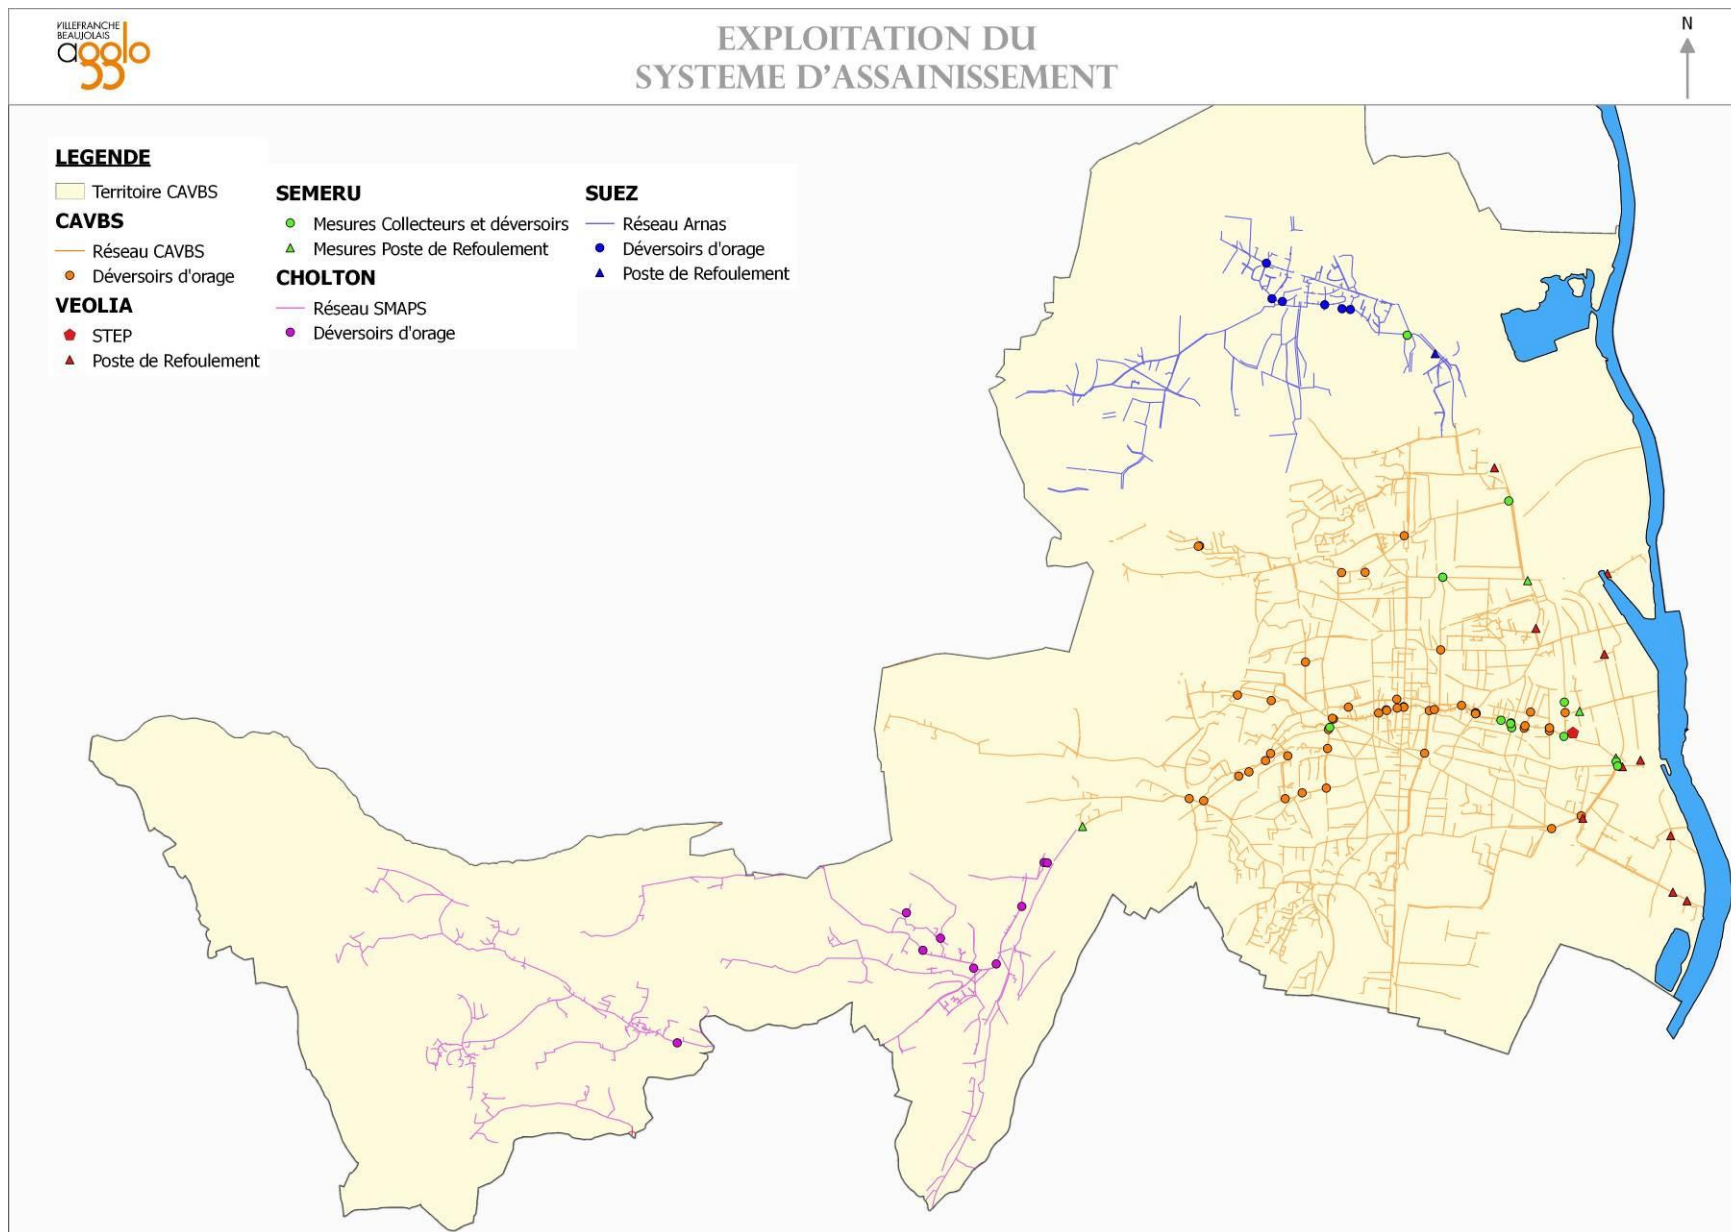 VILLEFRANCHE
BEAUJOLAIS
agglo
EXPLOITATION DU
SYSTEME D'ASSAINISSEMENT
N
LEGENDE
Territoire CAVBS
CAVBS
Réseau CAVBS
Déversoirs d'orage
VEOLIA
STEP
Poste de Refoulement
SEMERU
Mesures Collecteurs et déversoirs
Mesures Poste de Refoulement
CHOLTON
Réseau SMAPS
Déversoirs d'orage
SUEZ
Réseau Arnas
Déversoirs d'orage
Poste de Refoulement